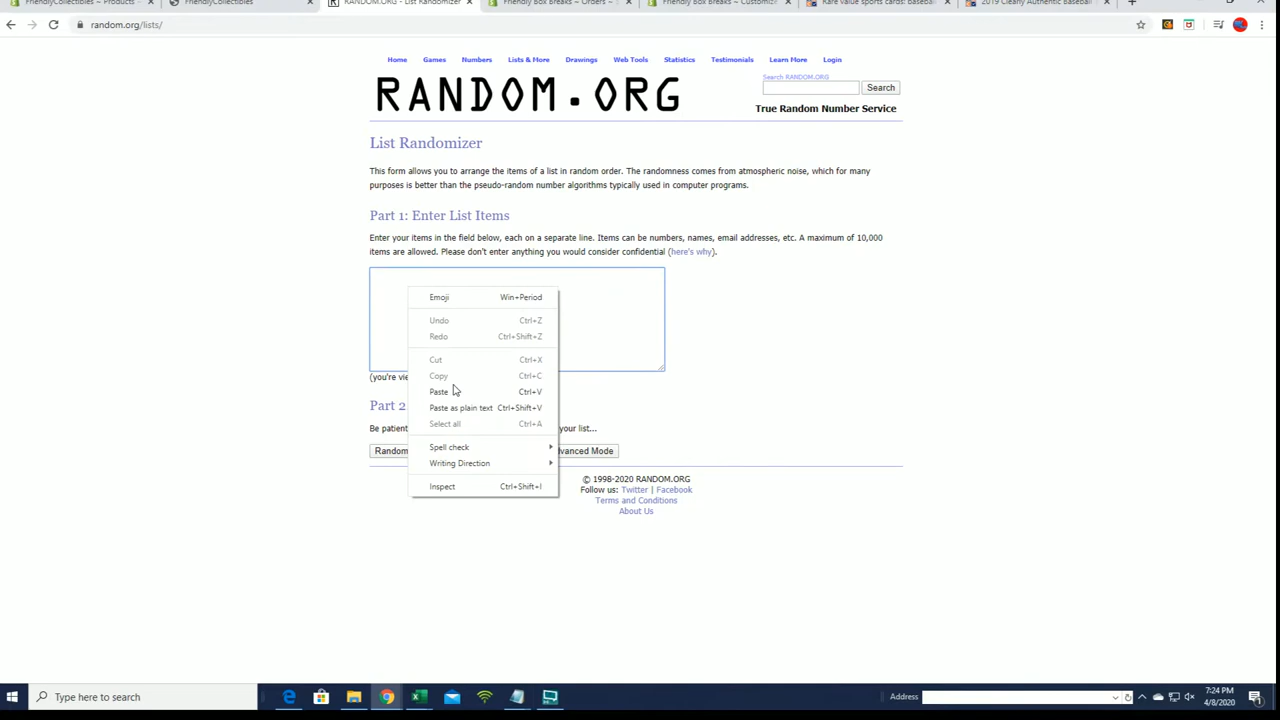 FriendlyCollectibles ~ Products ~
FriendlyCollectibles
RANDOM.ORG - List Randomizer
Friendly Box Breaks ~ Orders ~
Friendly Box Breaks ~ Customiz
Rare value sports cards: baseball
2019 Clearly Authentic Baseball
random.org/lists/
Home Games Numbers Lists & More Drawings Web Tools Statistics Testimonials Learn More Login
RANDOM.ORG
Search RANDOM.ORG
Search
True Random Number Service
List Randomizer
This form allows you to arrange the items of a list in random order. The randomness comes from atmospheric noise, which for many
purposes is better than the pseudo-random number algorithms typically used in computer programs.
Part 1: Enter List Items
Enter your items in the field below, each on a separate line. Items can be numbers, names, email addresses, etc. A maximum of 10,000
items are allowed. Please don't enter anything you would consider confidential (here's why).
Emoji Win+Period
Undo Ctrl+Z
Redo Ctrl+Shift+Z
Cut Ctrl+X
Copy Ctrl+C
(you're vie
Paste Ctrl+V
Part 2
Paste as plain text Ctrl+Shift+V
Select all Ctrl+A
Be patien your list...
Spell check
Random vanced Mode
Writing Direction
Inspect Ctrl+Shift+I
© 1998-2020 RANDOM.ORG
Follow us: Twitter | Facebook
Terms and Conditions
About Us
Type here to search
Address
7:24 PM
4/8/2020